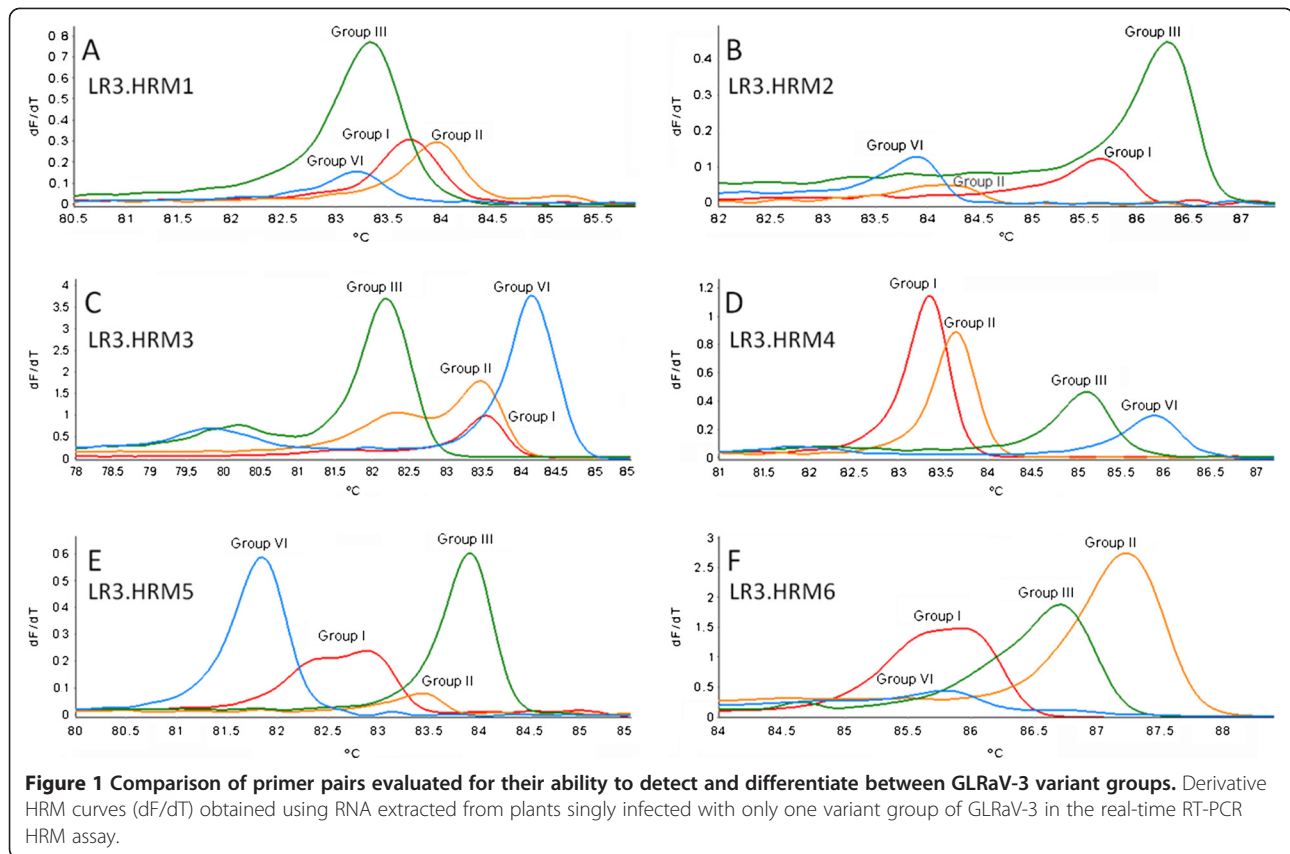 A
LR3.HRM1
Group III
Group I
Group II
Group VI
dF/dT
0 8
0.7
0.6
0.5
0.4
0.3
0.2
0.1
0
80.5 81 81.5 82 82.5 83 83.5 84 84.5 85 85.5
°C
B
LR3.HRM2
Group III
Group VI
Group I
Group II
dF/dT
0.4
0.3
0.2
0.1
0
82 82.5 83 83.5 84 84.5 85 85.5 86 86.5 87
°C
C
LR3.HRM3
Group III
Group VI
Group II
Group I
dF/dT
4
3.5
3
2.5
2
1.5
1
0.5
0
78 78.5 79 79.5 80 80.5 81 81.5 82 82.5 83 83.5 84 84.5 85 85
°C
D
LR3.HRM4
Group I
Group II
Group III
Group VI
dF/dT
1.2
1
0.8
0.6
0.4
0.2
0
81 81.5 82 82.5 83 83.5 84 84.5 85 85.5 86 86.5 87
°C
E
LR3.HRM5
Group VI
Group III
Group I
Group II
dF/dT
0.6
0.5
0.4
0.3
0.2
0.1
0
80 80.5 81 81.5 82 82.5 83 83.5 84 84.5 85 85
°C
F
LR3.HRM6
Group II
Group III
Group I
Group VI
dF/dT
3
2.5
2
1.5
1
0.5
0
84 84.5 85 85.5 86 86.5 87 87.5 88
°C
Figure 1 Comparison of primer pairs evaluated for their ability to detect and differentiate between GLRaV-3 variant groups. Derivative
HRM curves (dF/dT) obtained using RNA extracted from plants singly infected with only one variant group of GLRaV-3 in the real-time RT-PCR
HRM assay.